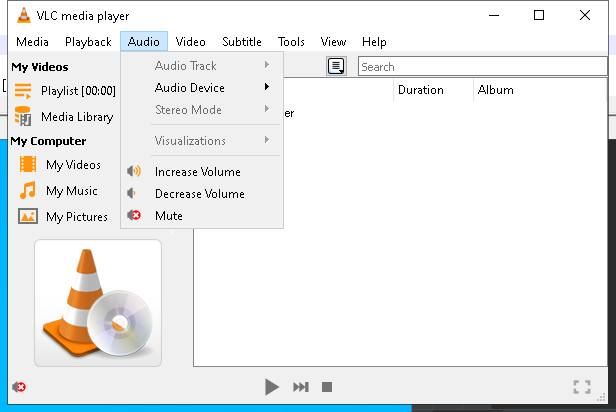 VLC media player
Media Playback Audio Video Subtitle Tools View Help
My Videos
Playlist [00:00]
Media Library
My Computer
My Videos
My Music
My Pictures
Audio Track
Audio Device
Stereo Mode
Visualizations
Increase Volume
Decrease Volume
Mute
Search
Duration Album